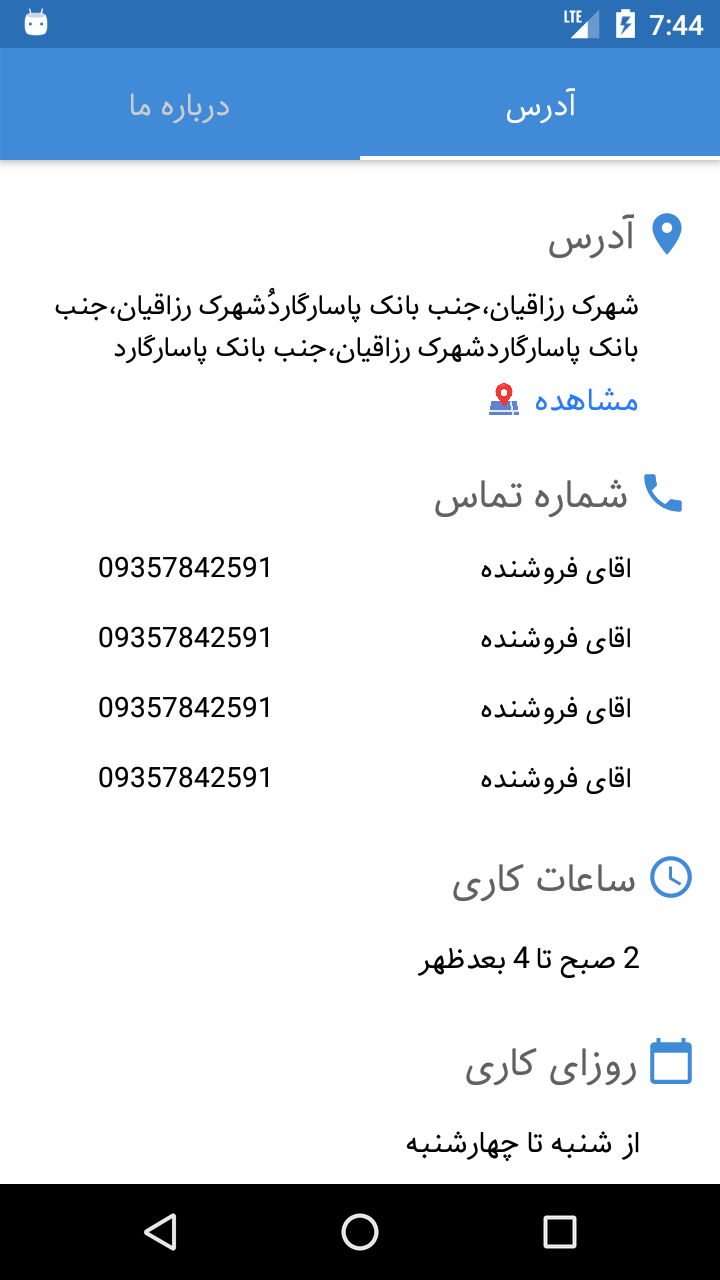 LTE 7:44
آدرس
درباره ما
آدرس
شهرک رزاقیان،جنب بانک پاسارگاردُشهرک رزاقیان،جنب
بانک پاسارگاردشهرک رزاقیان،جنب بانک پاسارگارد
مشاهده
شماره تماس
اقای فروشنده 09357842591
اقای فروشنده 09357842591
اقای فروشنده 09357842591
اقای فروشنده 09357842591
ساعات کاری
2 صبح تا 4 بعدظهر
روزای کاری
از شنبه تا چهارشنبه